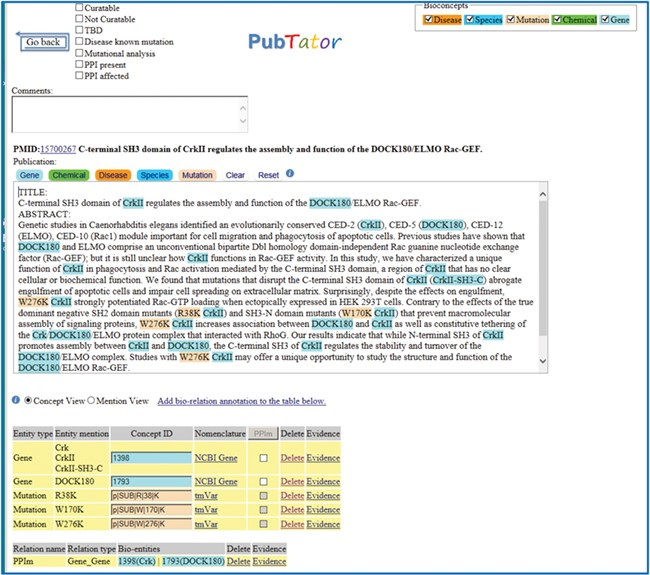 Curatable
Not Curatable
TBD
Disease known mutation
Mutational analysis
PPI present
PPI affected
Go back
PubTator
Bioconcepts
Disease Species Mutation Chemical Gene
Comments:
PMID:15700267 C-terminal SH3 domain of CrkII regulates the assembly and function of the DOCK180/ELMO Rac-GEF.
Publication:
Gene Chemical Disease Species Mutation Clear Reset
TITLE:
C-terminal SH3 domain of CrkII regulates the assembly and function of the DOCK180/ELMO Rac-GEF.
ABSTRACT:
Genetic studies in Caenorhabditis elegans identified an evolutionarily conserved CED-2 (CrkII), CED-5 (DOCK180), CED-12
(ELMO), CED-10 (Rac1) module important for cell migration and phagocytosis of apoptotic cells. Previous studies have shown that
DOCK180 and ELMO comprise an unconventional bipartite Dbl homology domain-independent Rac guanine nucleotide exchange
factor (Rac-GEF); but it is still unclear how CrkII functions in Rac-GEF activity. In this study, we have characterized a unique
function of CrkII in phagocytosis and Rac activation mediated by the C-terminal SH3 domain, a region of CrkII that has no clear
cellular or biochemical function. We found that mutations that disrupt the C-terminal SH3 domain of CrkII (CrkII-SH3-C) abrogate
engulfment of apoptotic cells and impair cell spreading on extracellular matrix. Surprisingly, despite the effects on engulfment,
W276K CrkII strongly potentiated Rac-GTP loading when ectopically expressed in HEK 293T cells. Contrary to the effects of the true
dominant negative SH2 domain mutants (R38K CrkII) and SH3-N domain mutants (W170K CrkII) that prevent macromolecular
assembly of signaling proteins, W276K CrkII increases association between DOCK180 and CrkII as well as constitutive tethering of
the Crk/DOCK180/ELMO protein complex that interacted with RhoG. Our results indicate that while N-terminal SH3 of CrkII
promotes assembly between CrkII and DOCK180, the C-terminal SH3 of CrkII regulates the stability and turnover of the
DOCK180/ELMO complex. Studies with W276K CrkII may offer a unique opportunity to study the structure and function of the
DOCK180/ELMO Rac-GEF.
Concept View Mention View Add bio-relation annotation to the table below.
Entity type Entity mention Concept ID Nomenclature PPIm Delete Evidence
Crk
Gene CrkII 1398 NCBI Gene Delete Evidence
CrkII-SH3-C
Gene DOCK180 1793 NCBI Gene Delete Evidence
Mutation R38K p|SUB|R|38|K tmVar Delete Evidence
Mutation W170K p|SUB|W|170|K tmVar Delete Evidence
Mutation W276K p|SUB|W|276|K tmVar Delete Evidence
Relation name Relation type Bio-entities Delete Evidence
PPIm Gene_Gene 1398(Crk) | 1793(DOCK180) Delete Evidence